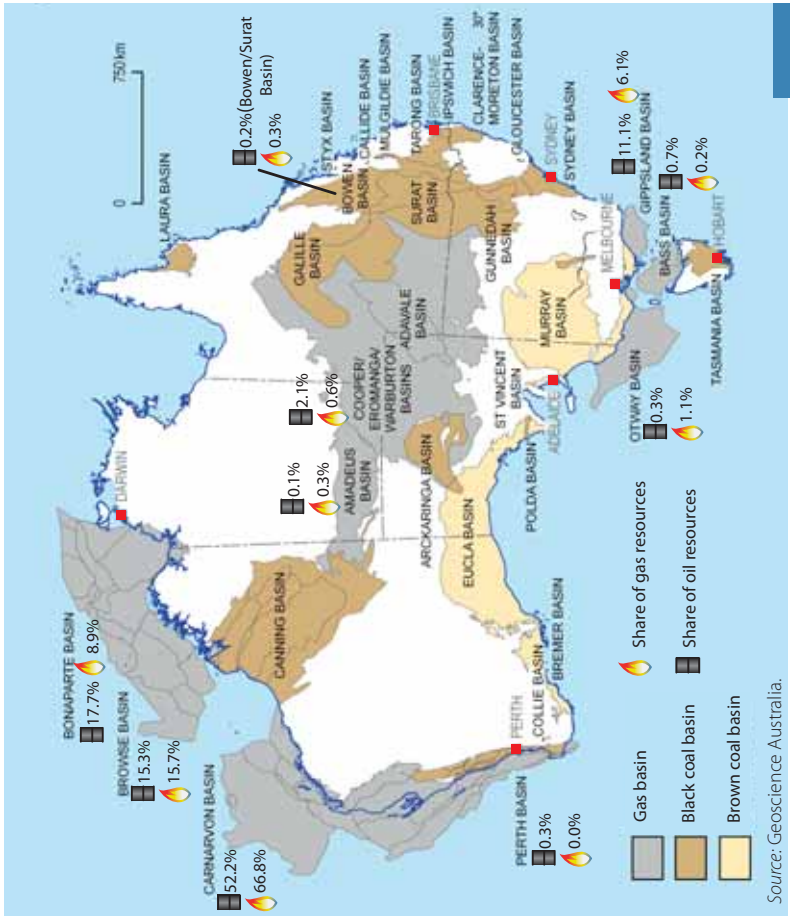 BONAPARTE BASIN
17.7% 8.9%
BROWSE BASIN
15.3%
15.7%
CARNARVON BASIN
52.2%
66.8%
PERTH BASIN
0.3%
0.0%
DARWIN
CANNING BASIN
PERTH
COLLIE BASIN
BREMER BASIN
EUCLA BASIN
POLDA BASIN
ARCKARINGA BASIN
AMADEUS
BASIN
0.1%
0.3%
2.1%
0.6%
COOPER/
EROMANGA/
WARBURTON
BASINS
ADAVALE
BASIN
GALILLE
BASIN
LAURA BASIN
0.2%(Bowen/Surat
Basin)
0.3%
STYX BASIN
BOWEN
BASIN
CALLIDE BASIN
MULGILDIE BASIN
SURAT
BASIN
TARONG BASIN
BRISBANE
IPSWICH BASIN
30°
CLARENCE-
MORETON BASIN
GLOUCESTER BASIN
GUNNEDAH
BASIN
SYDNEY
SYDNEY BASIN
ST VINCENT
BASIN
ADELAICE
MURRAY
BASIN
MELBOURNE
OTWAY BASIN
0.3%
1.1%
11.1% 6.1%
GIPPSLAND BASIN
0.7%
0.2%
BASS BASIN
HOBART
TASMANIA BASIN
0 750 km
Gas basin
Black coal basin
Brown coal basin
Share of gas resources
Share of oil resources
Source: Geoscience Australia.